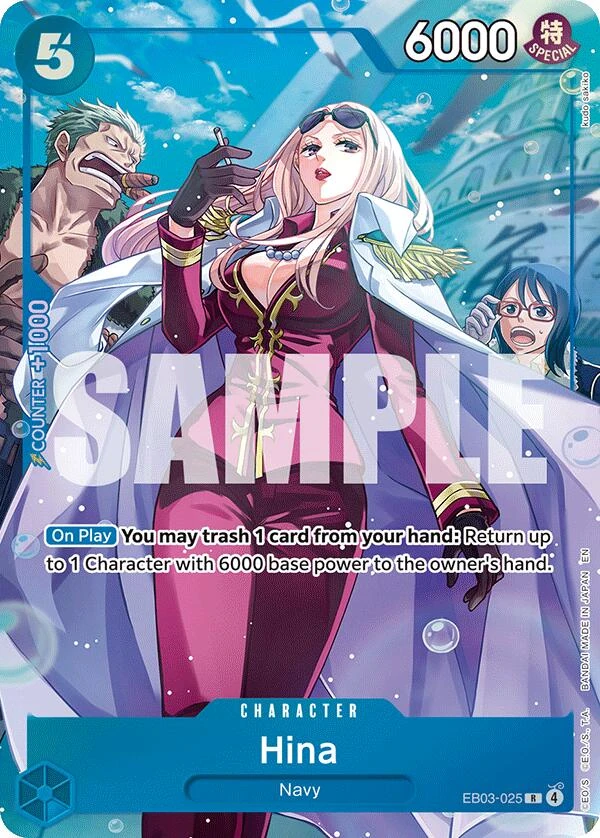 5
6000
特
SPECIAL
kudo sakiko
COUNTER +1000
SAMPLE
On Play You may trash 1 card from your hand: Return up
to 1 Character with 6000 base power to the owner's hand.
BANDAI MADE IN JAPAN EN
CHARACTER
Hina
Navy
EB03-025 R 4